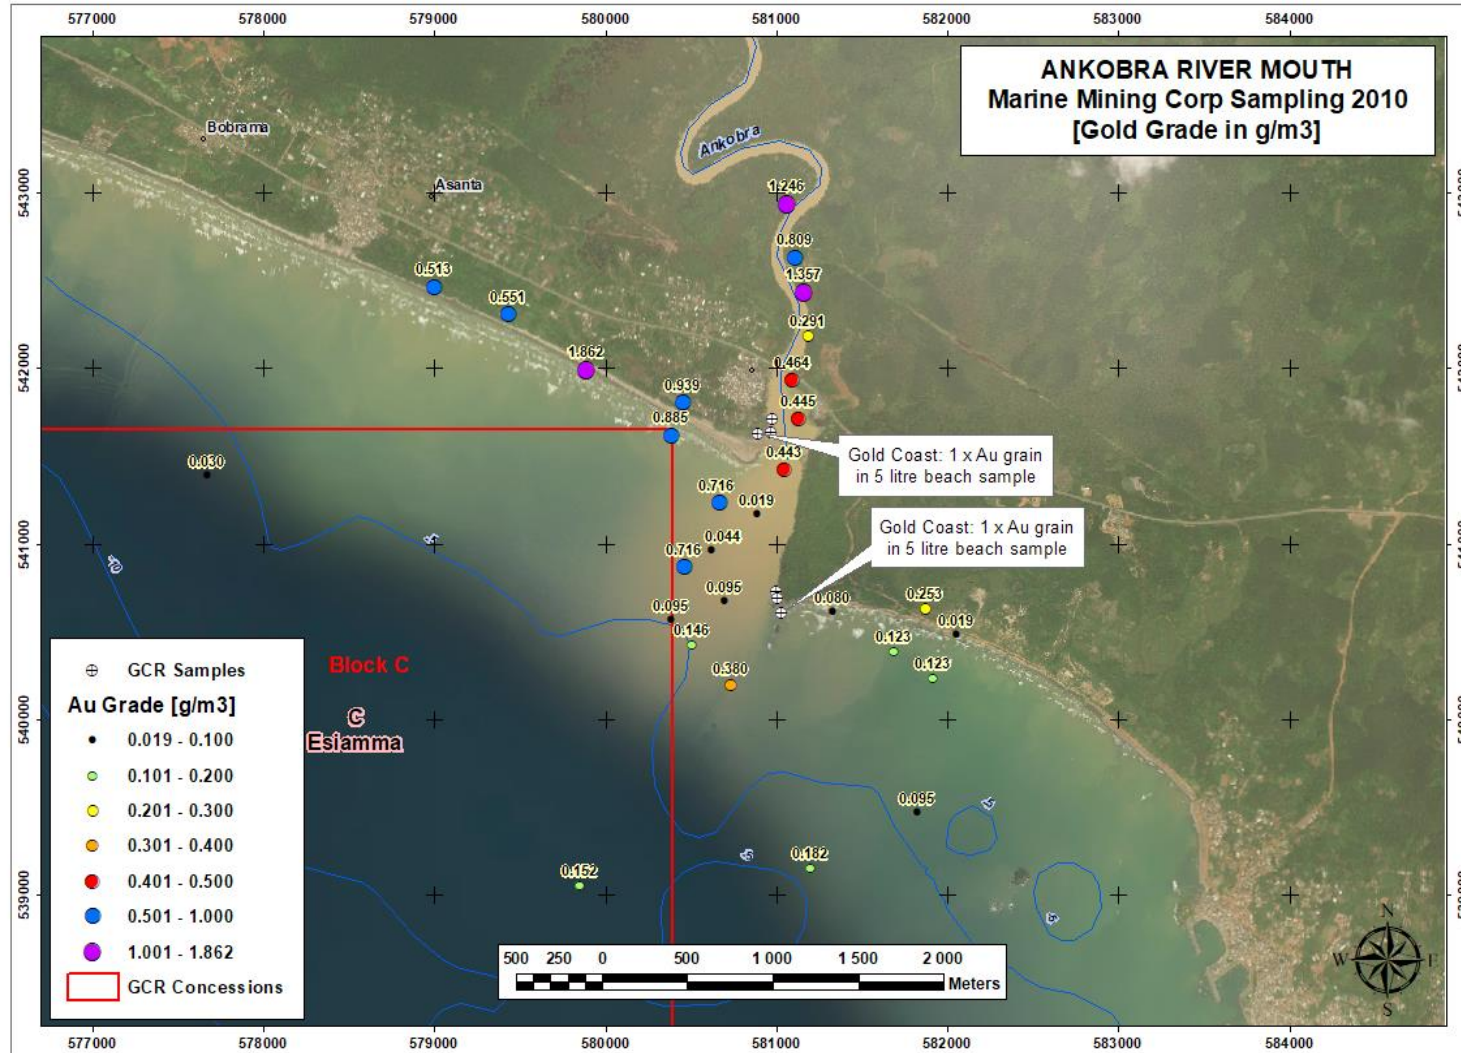 577000 578000 579000 580000 581000 582000 583000 584000
ANKOBRA RIVER MOUTH
Marine Mining Corp Sampling 2010
[Gold Grade in g/m3]
Bobrama
Ankobra
Asanta
543000
1.246
0.809
0.513
1.357
0.551
0.291
542000
1.862
0.464
0.939
0.445
0.885
Gold Coast: 1 x Au grain
in 5 litre beach sample
0.443
0.030
0.716
0.019
Gold Coast: 1 x Au grain
in 5 litre beach sample
541000
0.044
0.716
0.095
0.095
0.080
0.253
0.019
0.146
0.123
0.380
0.123
Block C
C
Esiamma
540000
0.095
0.182
0.152
539000
GCR Samples
Au Grade [g/m3]
0.019 - 0.100
0.101 - 0.200
0.201 - 0.300
0.301 - 0.400
0.401 - 0.500
0.501 - 1.000
1.001 - 1.862
GCR Concessions
500 250 0 500 1 000 1 500 2 000
Meters
N
W E
S
577000 578000 579000 580000 581000 582000 583000 584000